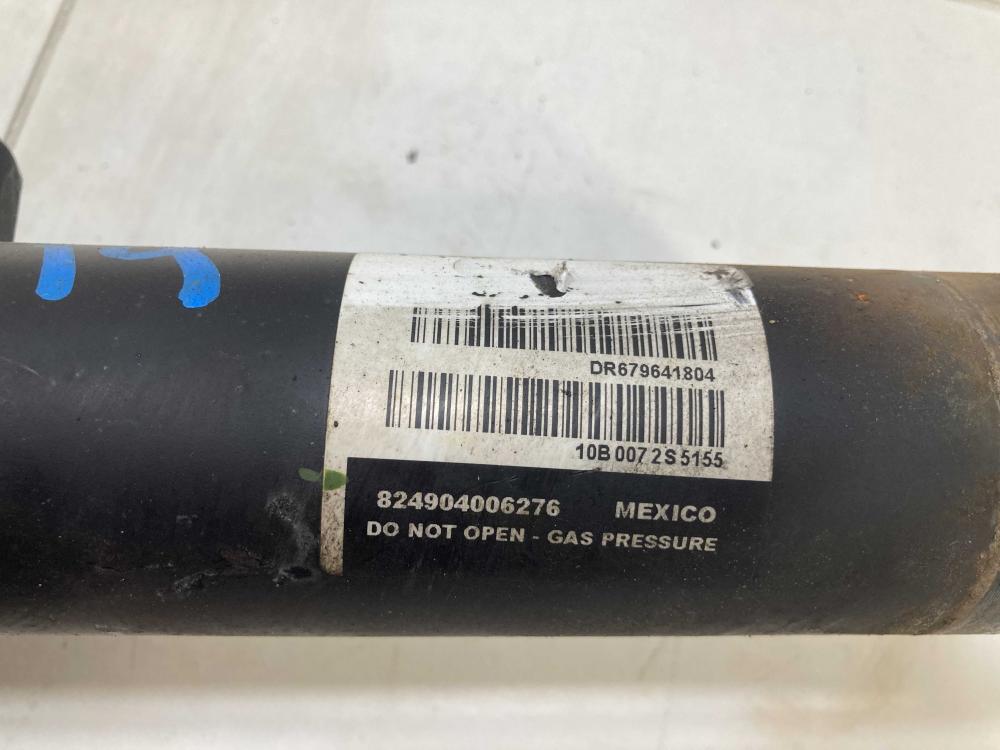 DR679641804
10B 007 2S 5155
824904006276 MEXICO
DO NOT OPEN - GAS PRESSURE